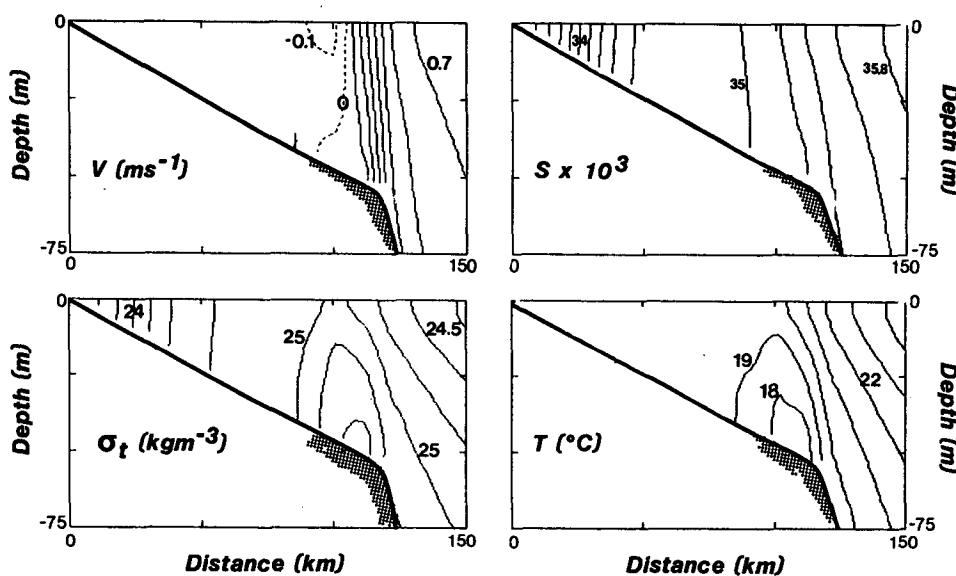 0
-0.1
0.7
0
V (ms⁻¹)
Depth (m)
-75
0
150
34
35
35.8
0
S x 10³
Depth (m)
-75
0
150
0
24
25
24.5
25
σt (kgm⁻³)
Depth (m)
-75
0
150
Distance (km)
19
18
22
0
T (°C)
Depth (m)
-75
0
150
Distance (km)